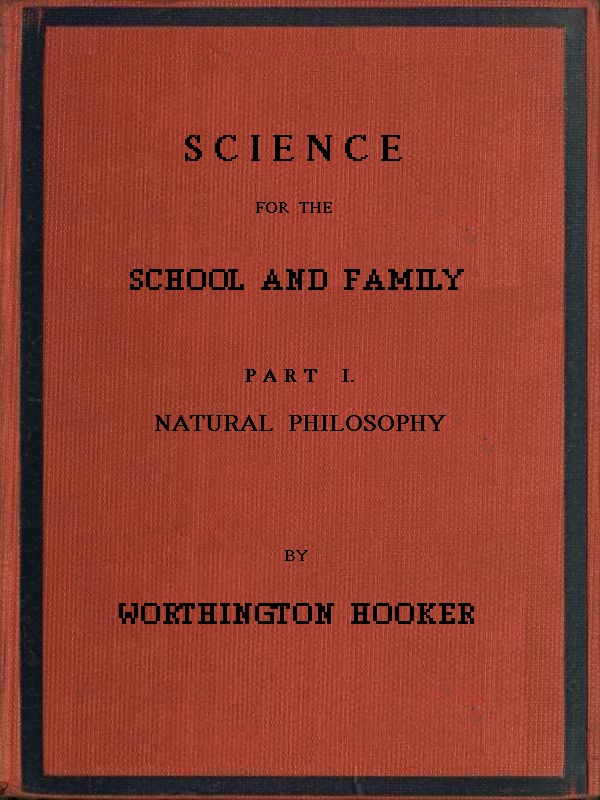 SCIENCE
FOR THE
SCHOOL AND FAMILY
PART I.
NATURAL PHILOSOPHY
BY
WORTHINGTON HOOKER